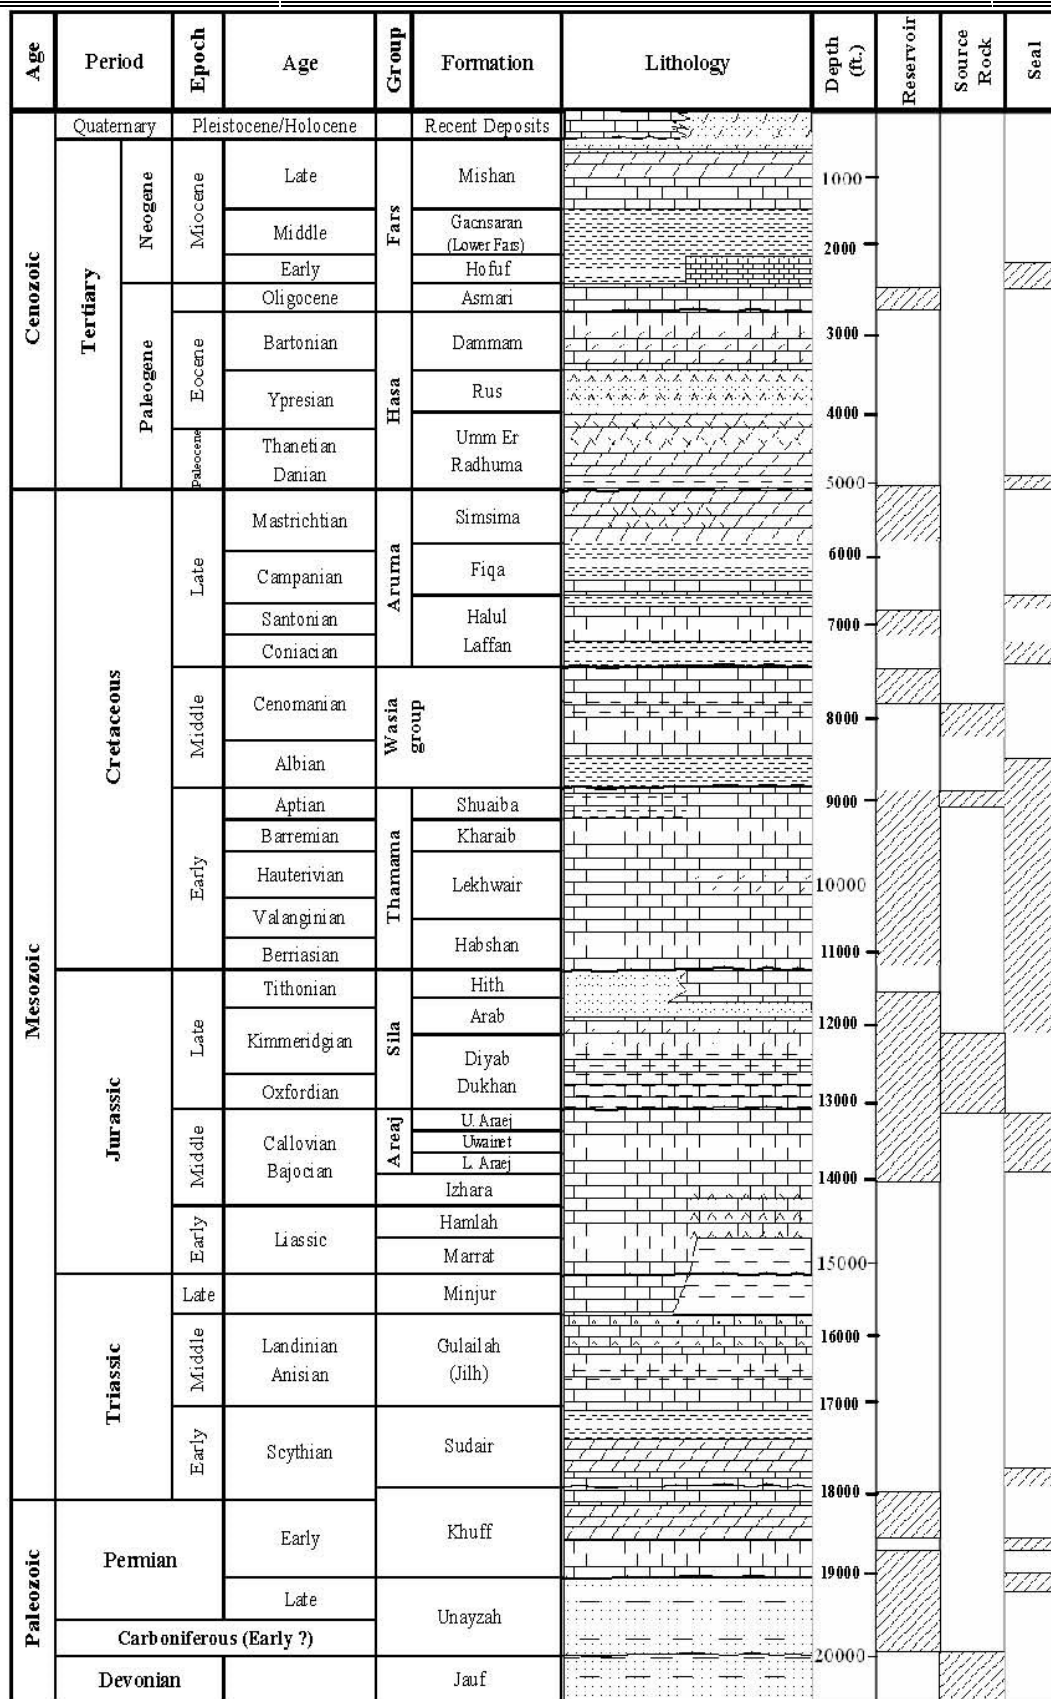 Age
Period
Epoch
Age
Group
Formation
Lithology
Depth
(ft.)
Reservoir
Source
Rock
Seal
Quaternary
Pleistocene/Holocene
Recent Deposits
Cenozoic
Tertiary
Neogene
Miocene
Late
Fars
Mishan
1000
Middle
Gacnsaran
(Lower Fars)
2000
Early
Hofuf
Paleogene
Oligocene
Asmari
Eocene
Bartonian
Hasa
Dammam
3000
Ypresian
Rus
4000
Paleocene
Thanetian
Danian
Umm Er
Radhuma
5000
Mesozoic
Cretaceous
Late
Mastrichtian
Aruma
Simsima
6000
Campanian
Fiqa
Santonian
Halul
Laffan
7000
Coniacian
Middle
Cenomanian
Wasia
group
8000
Albian
Early
Aptian
Thamama
Shuaiba
9000
Barremian
Kharaib
Hauterivian
Lekhwair
10000
Valanginian
Habshan
11000
Berriasian
Jurassic
Late
Tithonian
Sila
Hith
Arab
12000
Kimmeridgian
Diyab
Dukhan
Oxfordian
13000
Middle
Callovian
Bajocian
Areaj
U. Araej
Uwainet
L. Araej
14000
Izhara
Early
Liassic
Hamlah
Marrat
15000
Triassic
Late
Minjur
Middle
Landinian
Anisian
Gulailah
(Jilh)
16000
17000
Early
Scythian
Sudair
18000
Paleozoic
Permian
Early
Khuff
19000
Late
Unayzah
Carboniferous (Early ?)
20000
Devonian
Jauf